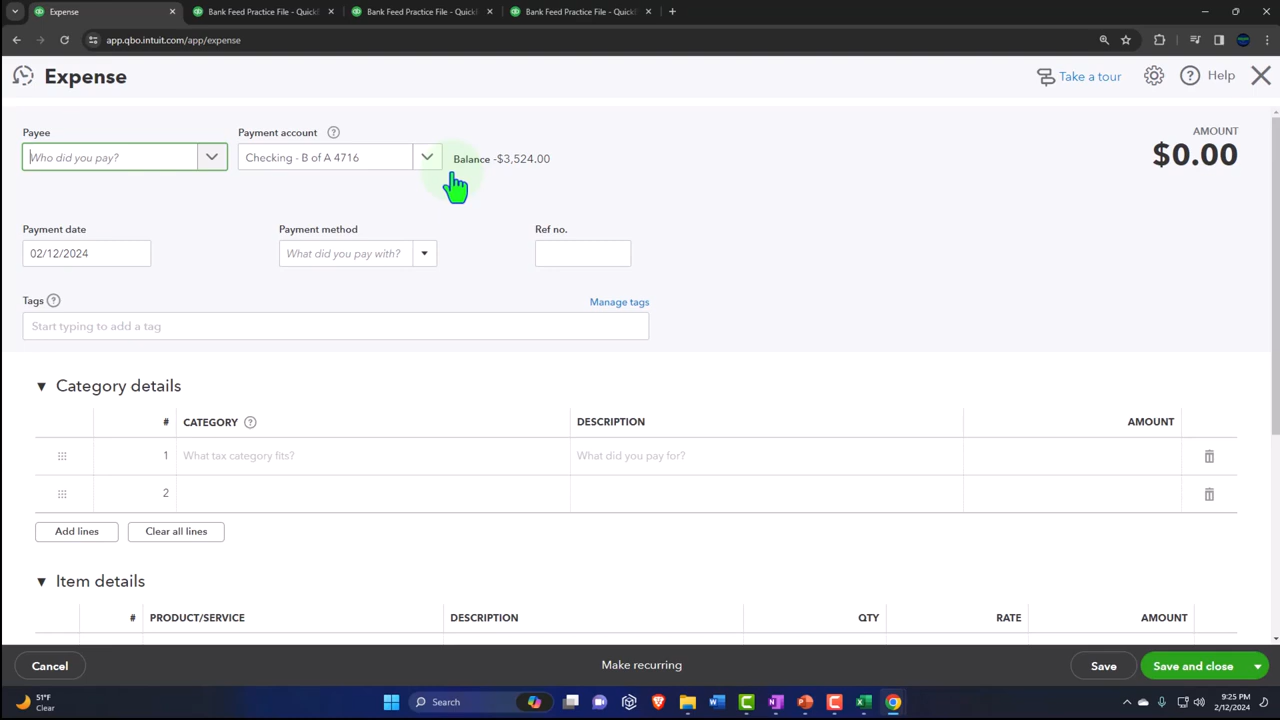 Expense
Bank Feed Practice File - Quick
Bank Feed Practice File - Quick
Bank Feed Practice File - Quick
app.qbo.intuit.com/app/expense
Expense
Take a tour
Help
Payee
Payment account
AMOUNT
Who did you pay?
Checking - B of A 4716
Balance -$3,524.00
$0.00
Payment date
Payment method
Ref no.
02/12/2024
What did you pay with?
Tags
Manage tags
Start typing to add a tag
Category details
# CATEGORY DESCRIPTION AMOUNT
1 What tax category fits? What did you pay for?
2
Add lines
Clear all lines
Item details
# PRODUCT/SERVICE DESCRIPTION QTY RATE AMOUNT
Cancel
Make recurring
Save
Save and close
51°F
Clear
Search
9:25 PM
2/12/2024